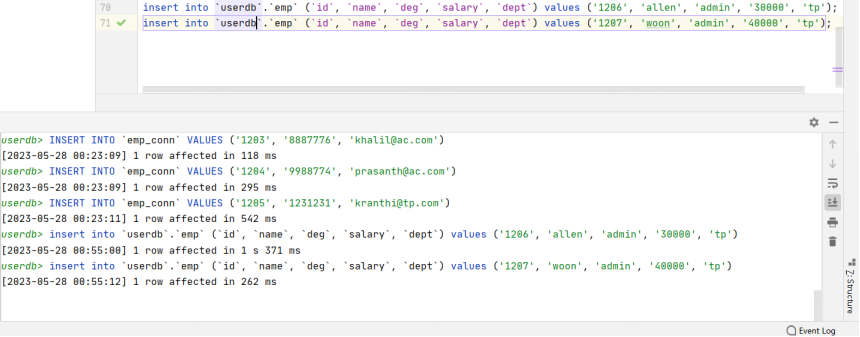 70 insert into `userdb`.`emp` (`id`, `name`, `deg`, `salary`, `dept`) values ('1206', 'allen', 'admin', '30000', 'tp');
71 insert into `userdb`.`emp` (`id`, `name`, `deg`, `salary`, `dept`) values ('1207', 'woon', 'admin', '40000', 'tp');
userdb> INSERT INTO `emp_conn` VALUES ('1203', '8887776', 'khalil@ac.com')
[2023-05-28 00:23:09] 1 row affected in 118 ms
userdb> INSERT INTO `emp_conn` VALUES ('1204', '9988774', 'prasanth@ac.com')
[2023-05-28 00:23:09] 1 row affected in 295 ms
userdb> INSERT INTO `emp_conn` VALUES ('1205', '1231231', 'kranthi@tp.com')
[2023-05-28 00:23:11] 1 row affected in 542 ms
userdb> insert into `userdb`.`emp` (`id`, `name`, `deg`, `salary`, `dept`) values ('1206', 'allen', 'admin', '30000', 'tp')
[2023-05-28 00:55:00] 1 row affected in 1 s 371 ms
userdb> insert into `userdb`.`emp` (`id`, `name`, `deg`, `salary`, `dept`) values ('1207', 'woon', 'admin', '40000', 'tp')
[2023-05-28 00:55:12] 1 row affected in 262 ms
Z: Structure
Event Log